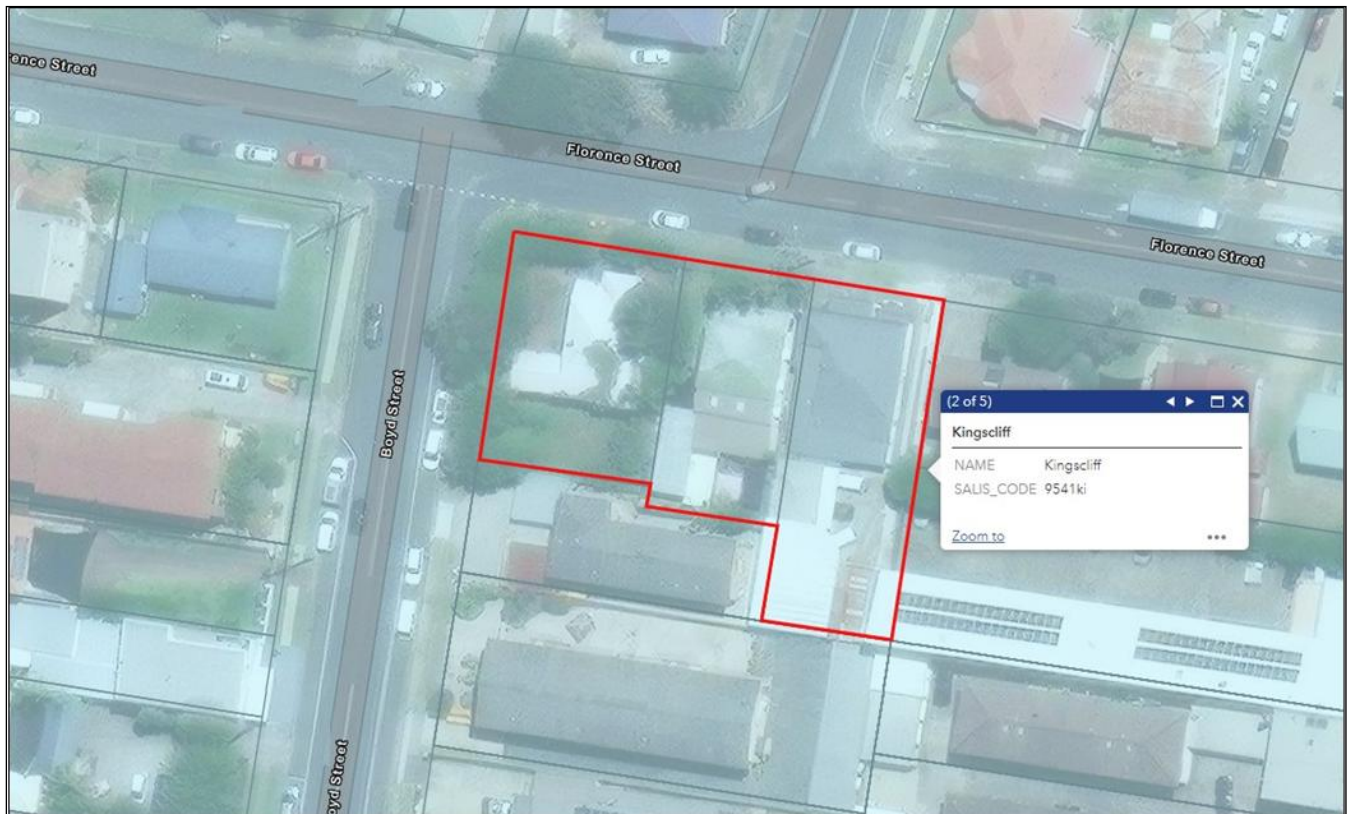 ence Street
Florence Street
Florence Street
Boyd Street
(2 of 5)
Kingscliff
NAME Kingscliff
SALIS_CODE 9541ki
Zoom to
oyd Street